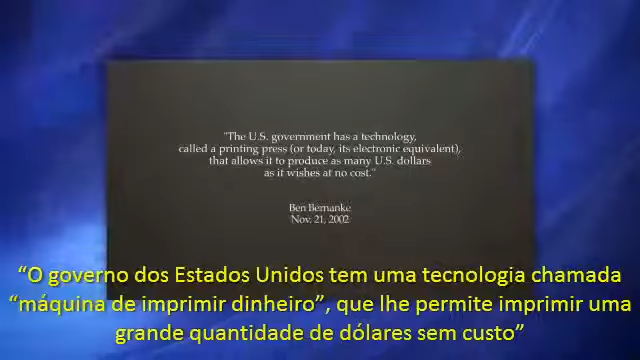 "The U.S. government has a technology,
called a printing press (or today, its electronic equivalent),
that allows it to produce as many U.S. dollars
as it wishes at no cost."
Ben Bernanke
Nov. 21, 2002
“O governo dos Estados Unidos tem uma tecnologia chamada
“máquina de imprimir dinheiro”, que lhe permite imprimir uma
grande quantidade de dólares sem custo”